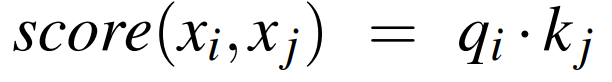 score(xᵢ, xⱼ) = qᵢ · kⱼ